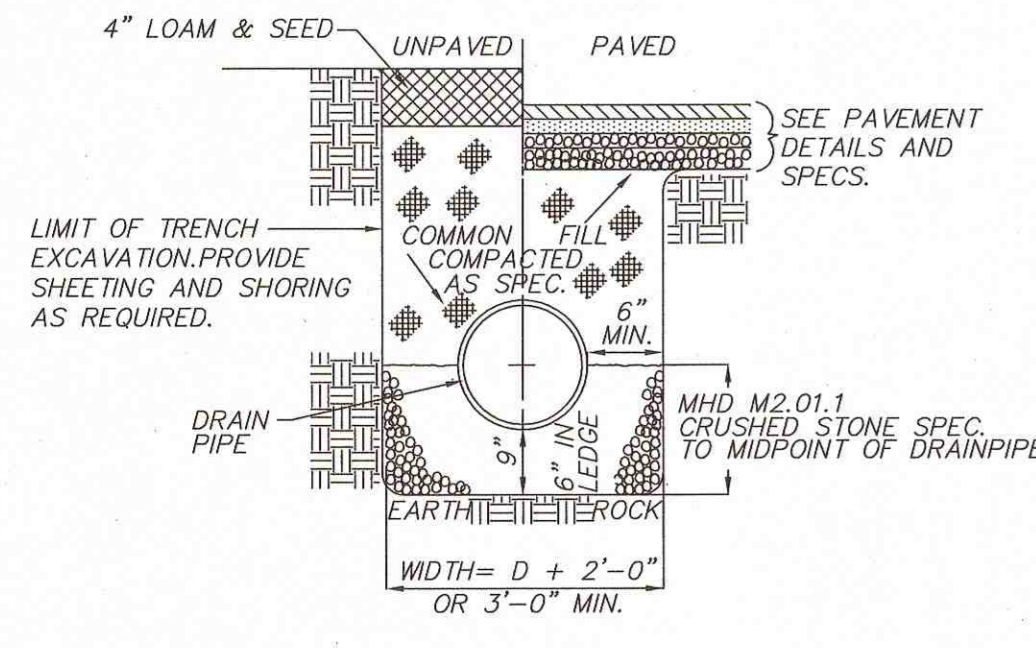 4" LOAM & SEED
UNPAVED
PAVED
SEE PAVEMENT
DETAILS AND
SPECS.
LIMIT OF TRENCH
EXCAVATION.PROVIDE
SHEETING AND SHORING
AS REQUIRED.
COMMON FILL
COMPACTED
AS SPEC.
6"
MIN.
DRAIN
PIPE
9"
6" IN
LEDGE
MHD M2.01.1
CRUSHED STONE SPEC.
TO MIDPOINT OF DRAINPIPE
EARTH
ROCK
WIDTH= D + 2'-0"
OR 3'-0" MIN.